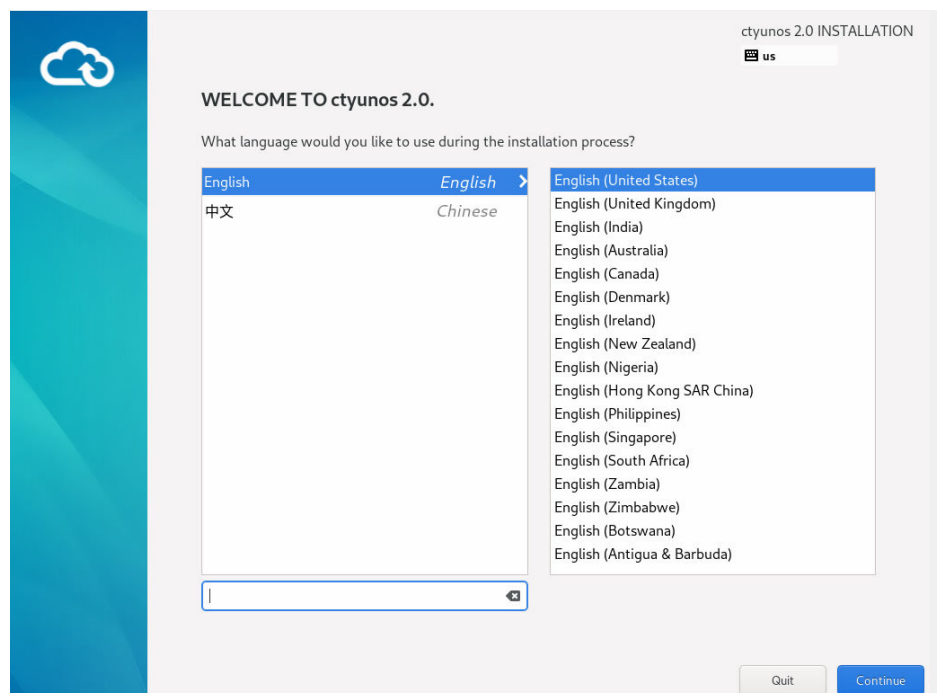 ctyunos 2.0 INSTALLATION
us
WELCOME TO ctyunos 2.0.
What language would you like to use during the installation process?
English English
中文 Chinese
English (United States)
English (United Kingdom)
English (India)
English (Australia)
English (Canada)
English (Denmark)
English (Ireland)
English (New Zealand)
English (Nigeria)
English (Hong Kong SAR China)
English (Philippines)
English (Singapore)
English (South Africa)
English (Zambia)
English (Zimbabwe)
English (Botswana)
English (Antigua & Barbuda)
Quit Continue